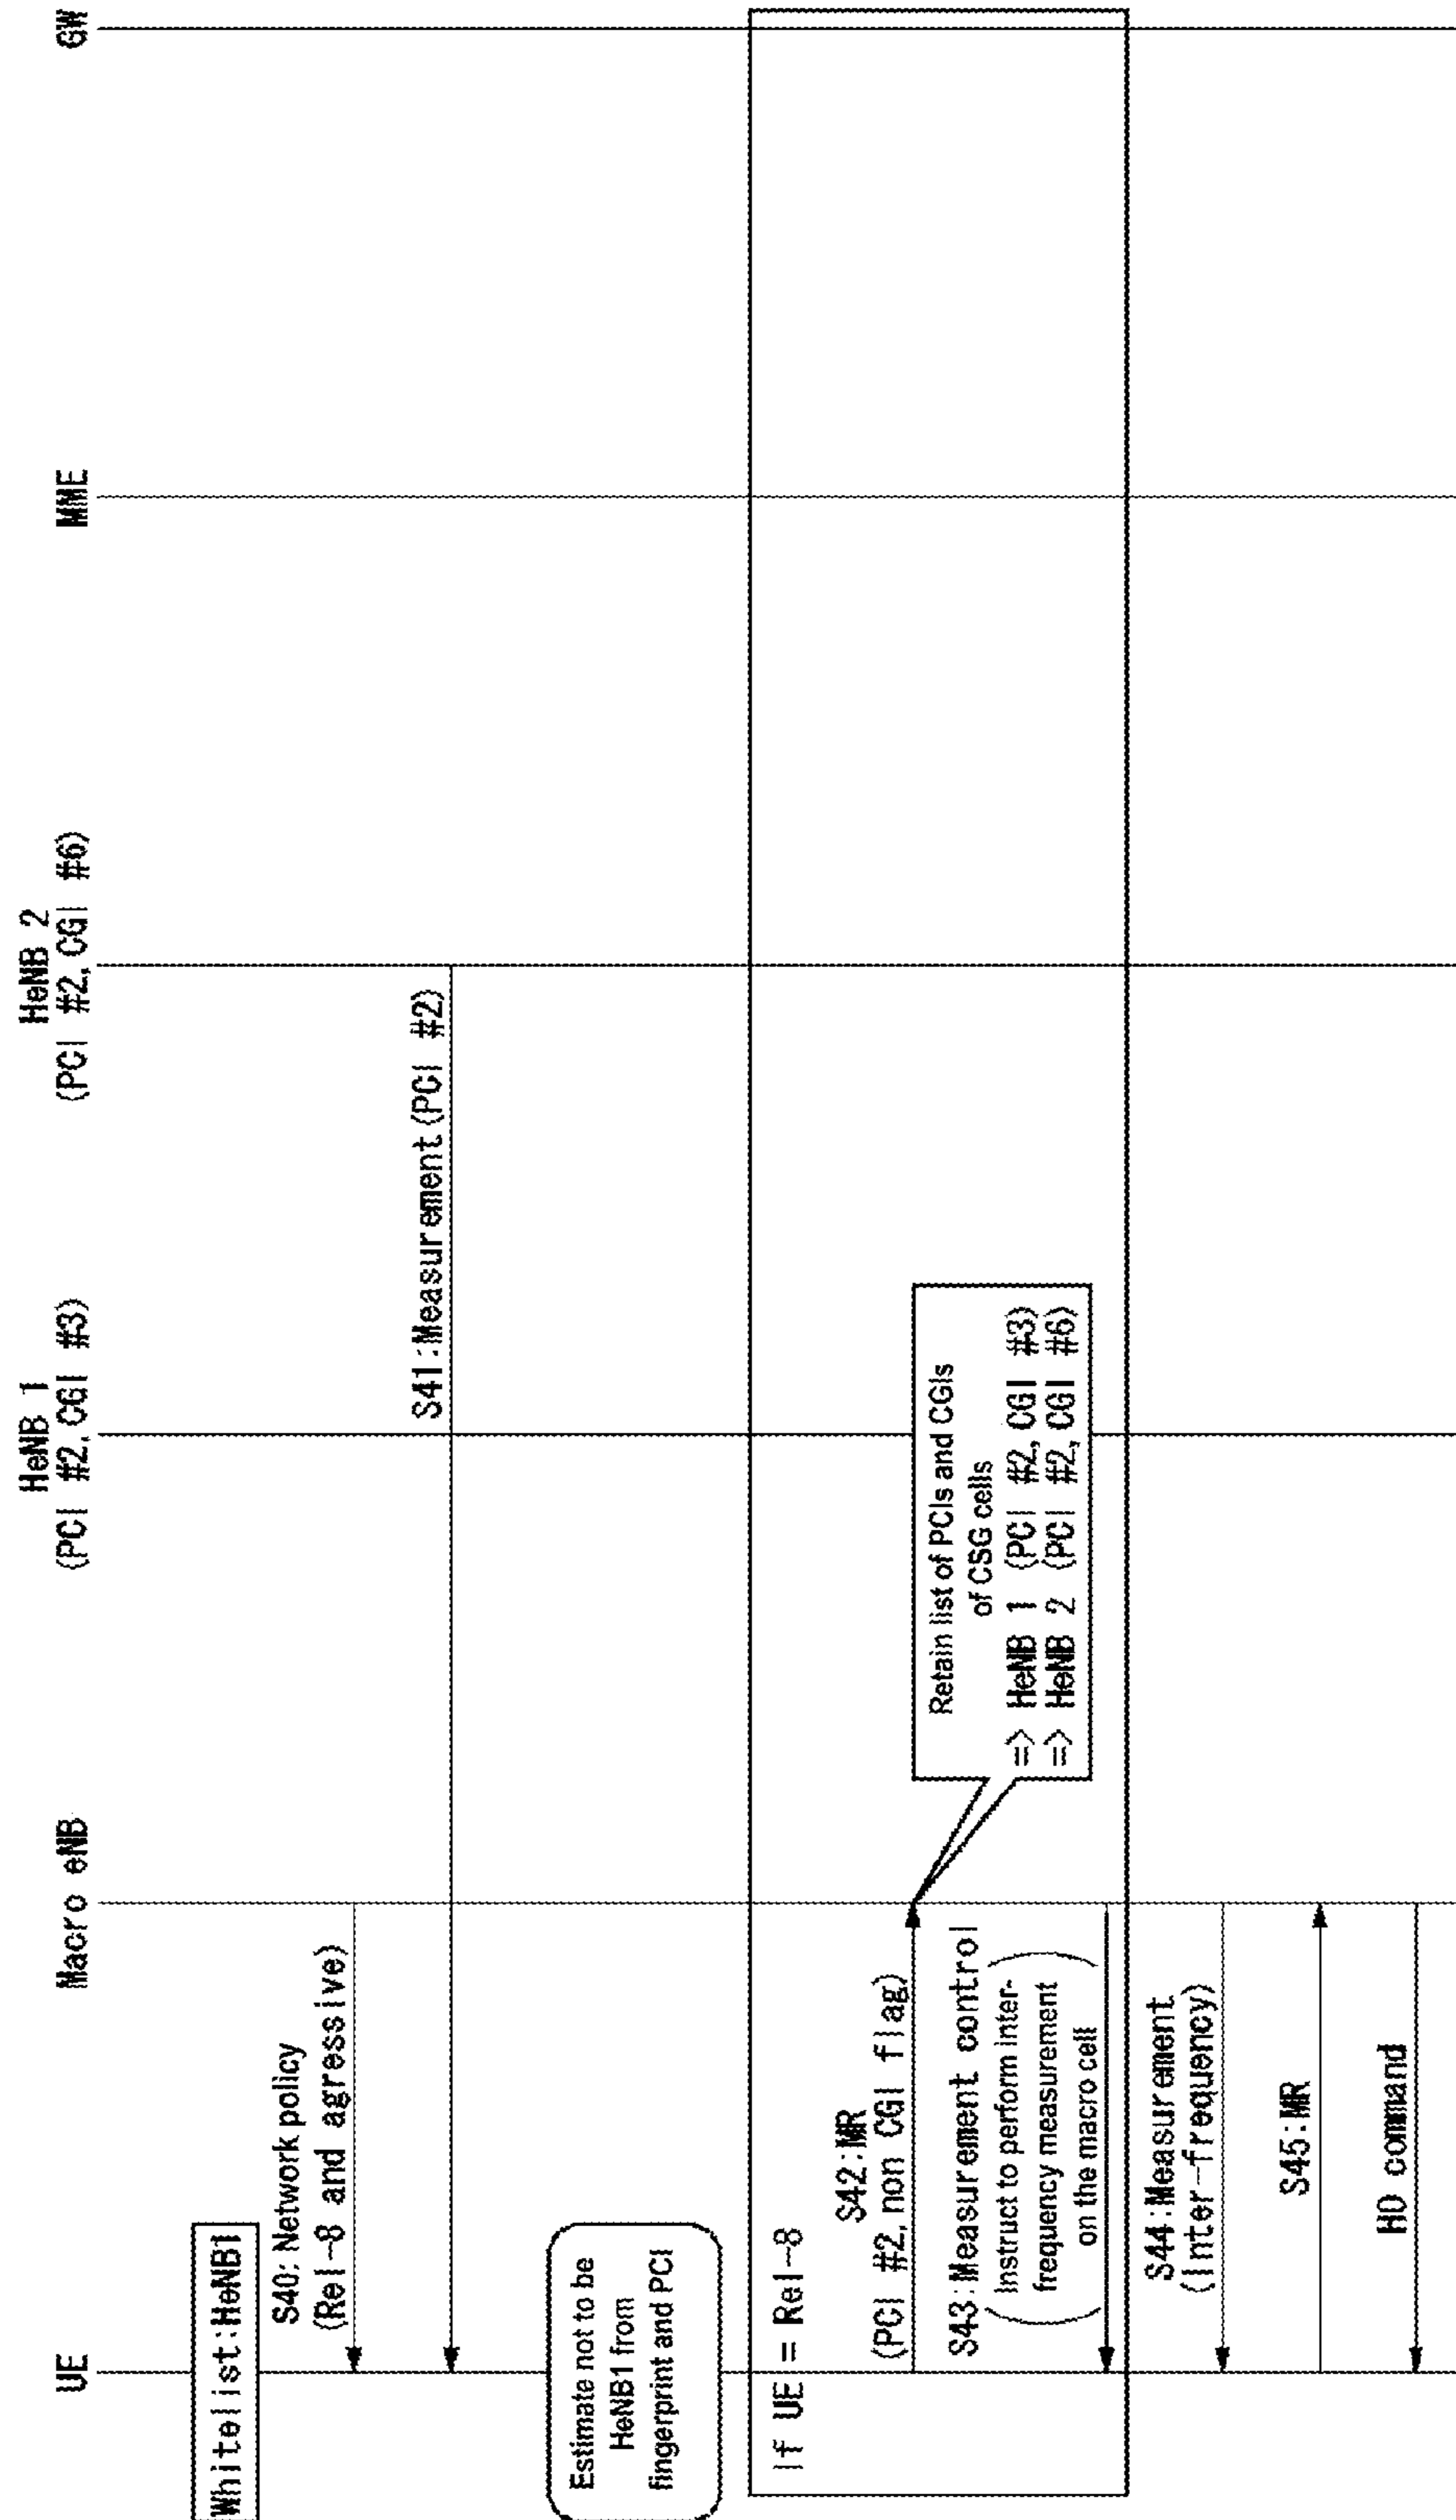 UE
Macro eNB
HeNB 1
(PCI #2, CGI #3)
HeNB 2
(PCI #2, CGI #6)
MME
GW
Whitelist:HeNB1
S40: Network policy
(Rel-8 and agressive)
S41:Measurement(PCI #2)
Estimate not to be
HeNB1 from
fingerprint and PCI
If UE = Rel-8
S42:MR
(PCI #2, non CGI flag)
Retain list of PCIs and CGIs
of CSG cells
=> HeNB 1 (PCI #2, CGI #3)
=> HeNB 2 (PCI #2, CGI #6)
S43:Measurement control
(Instruct to perform inter-
frequency measurement
on the macro cell)
S44:Measurement
(Inter-frequency)
S45:MR
HO command